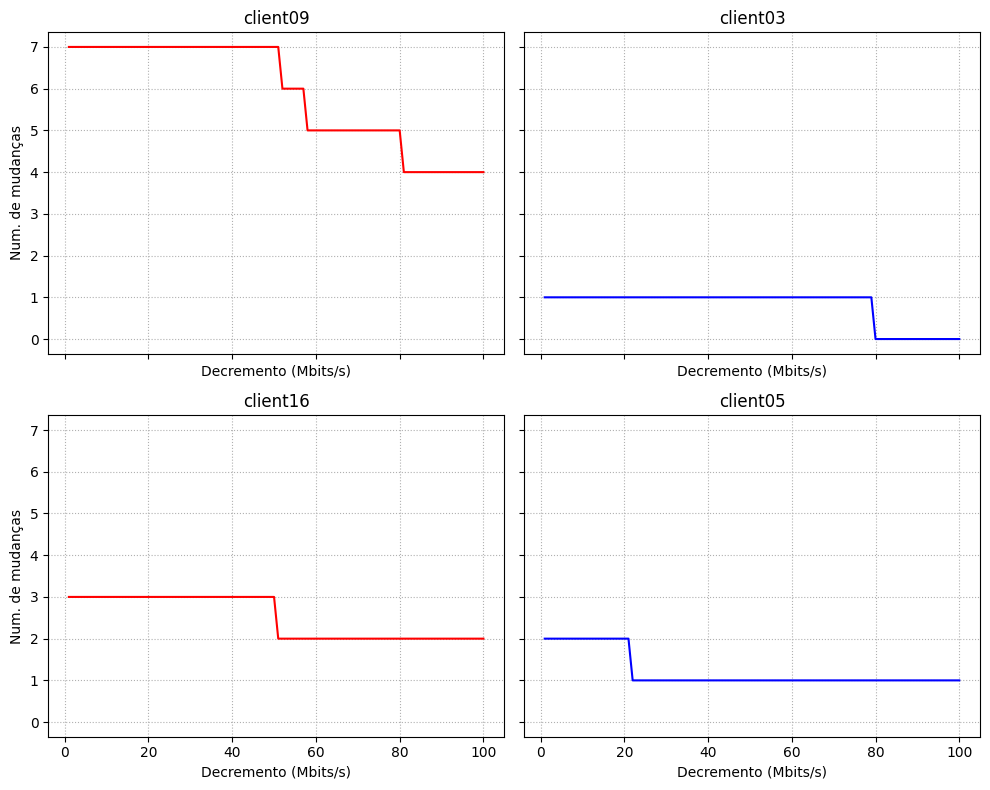 client09
client03
7
6
5
4
3
2
1
0
Num. de mudanças
Decremento (Mbits/s)
Decremento (Mbits/s)
client16
client05
7
6
5
4
3
2
1
0
Num. de mudanças
0 20 40 60 80 100
Decremento (Mbits/s)
0 20 40 60 80 100
Decremento (Mbits/s)